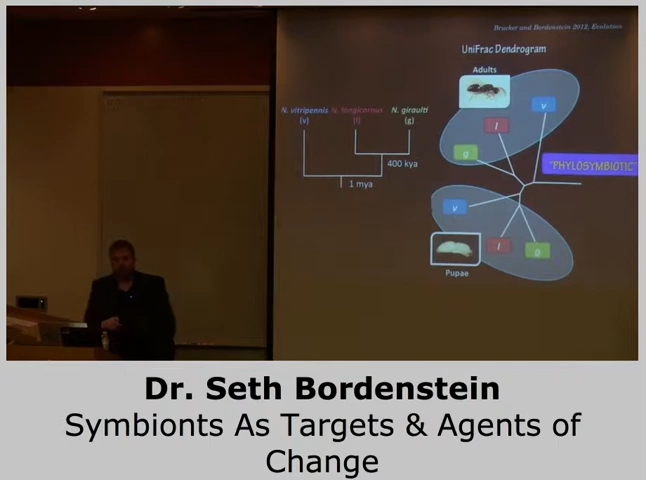 Brucker and Bordenstein 2012, Evolution
UniFrac Dendrogram
Adults
N. vitripennis N. longicornis N. giraulti
(v) (l) (g)
v
l
g
400 kya
"PHYLOSYMBIOTIC"
1 mya
v
l
g
Pupae
Dr. Seth Bordenstein
Symbionts As Targets & Agents of
Change